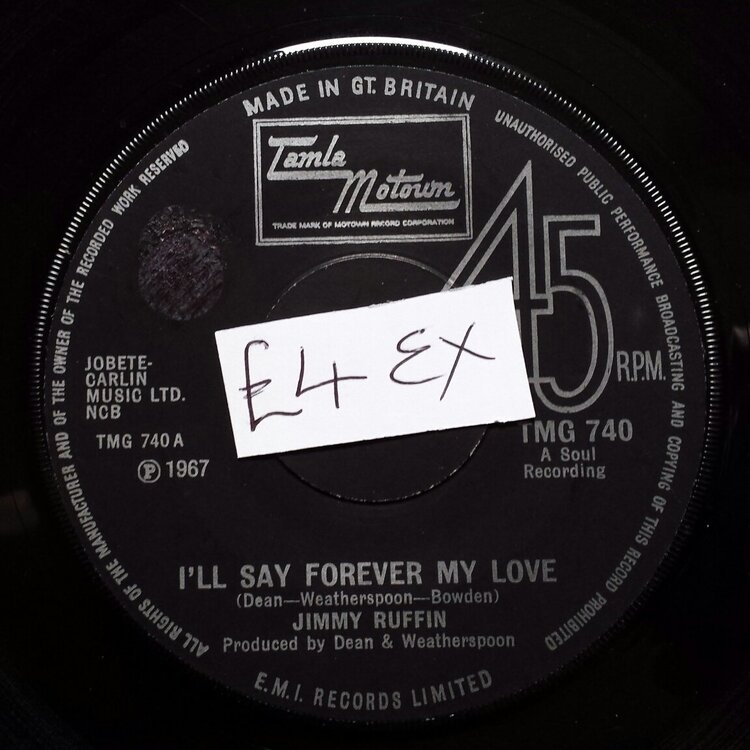 MADE IN GT. BRITAIN
Tamla
Motown
TRADE MARK OF MOTOWN RECORD CORPORATION
45
R.P.M.
£4 EX
JOBETE-
CARLIN
MUSIC LTD.
NCB
TMG 740 A
Ⓟ 1967
TMG 740
A Soul
Recording
I'LL SAY FOREVER MY LOVE
(Dean—Weatherspoon—Bowden)
JIMMY RUFFIN
Produced by Dean & Weatherspoon
E.M.I. RECORDS LIMITED
ALL RIGHTS OF THE MANUFACTURER AND OF THE OWNER OF THE RECORDED WORK RESERVED
UNAUTHORISED PUBLIC PERFORMANCE BROADCASTING AND COPYING OF THIS RECORD PROHIBITED